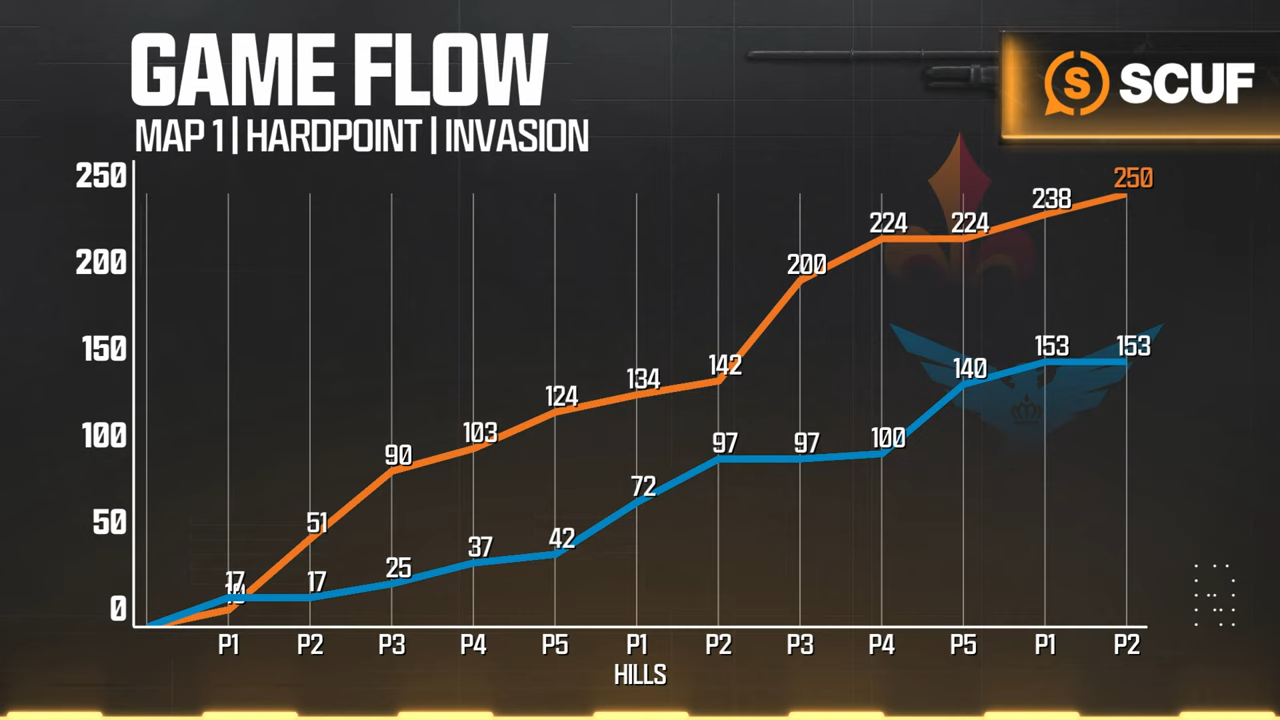 GAME FLOW
MAP 1 | HARDPOINT | INVASION
S SCUF
250
200
150
100
50
0
17 51 90 103 124 134 142 200 224 224 238 250
17 25 37 42 72 97 97 100 140 153 153
P1 P2 P3 P4 P5 P1 P2 P3 P4 P5 P1 P2
HILLS